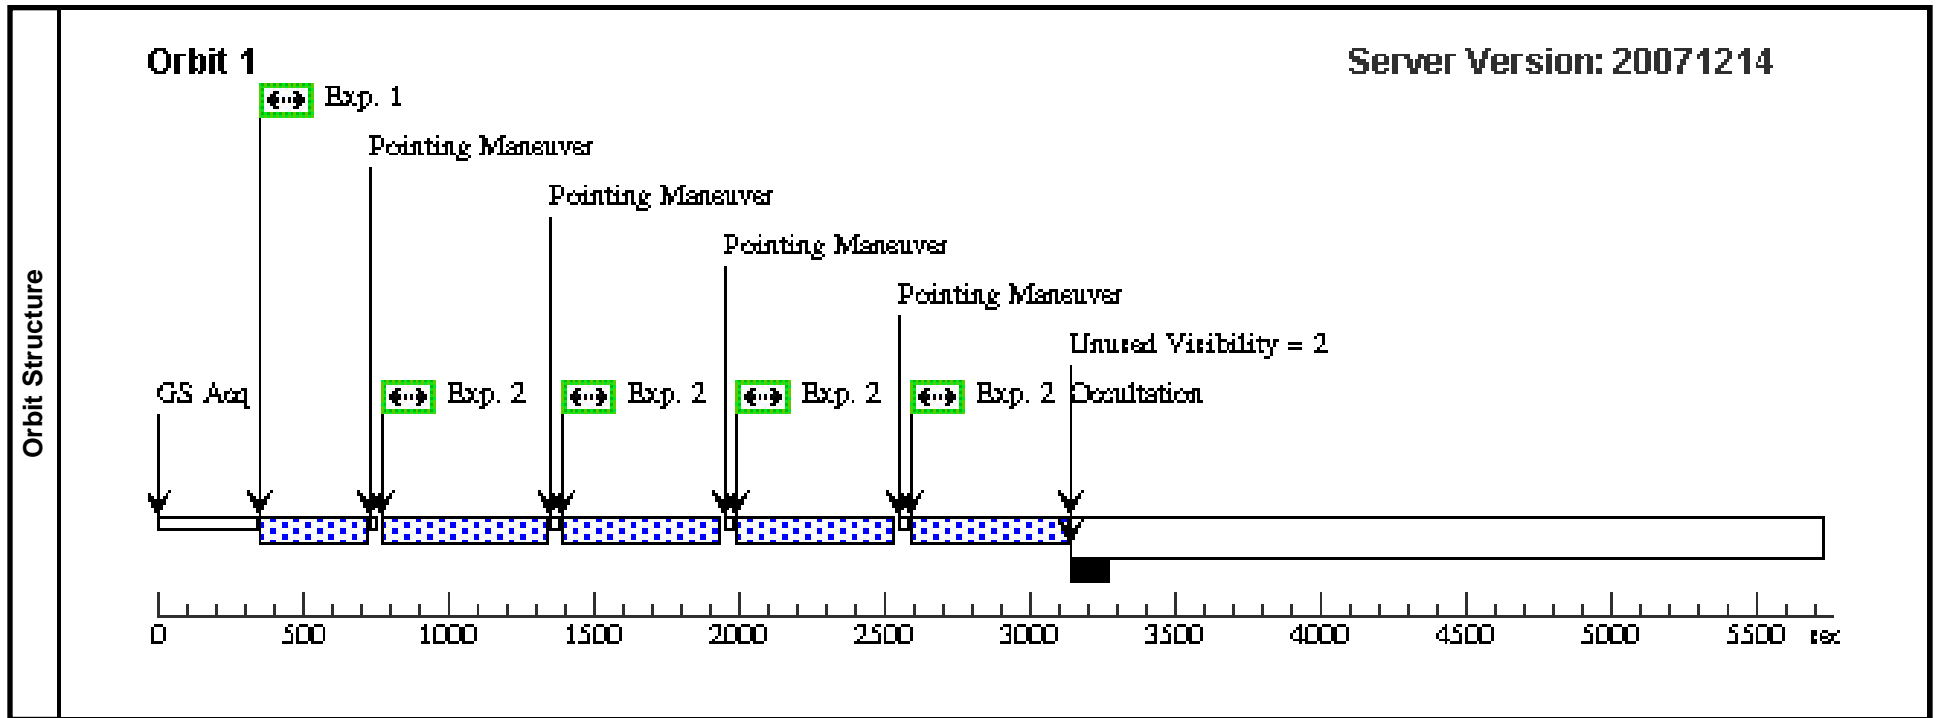 Orbit Structure
Orbit 1
Server Version: 20071214
Exp. 1
Pointing Maneuver
Pointing Maneuver
Pointing Maneuver
Pointing Maneuver
Unused Visibility = 2
GS Acq
Exp. 2
Exp. 2
Exp. 2
Exp. 2
Occultation
0 500 1000 1500 2000 2500 3000 3500 4000 4500 5000 5500 sec